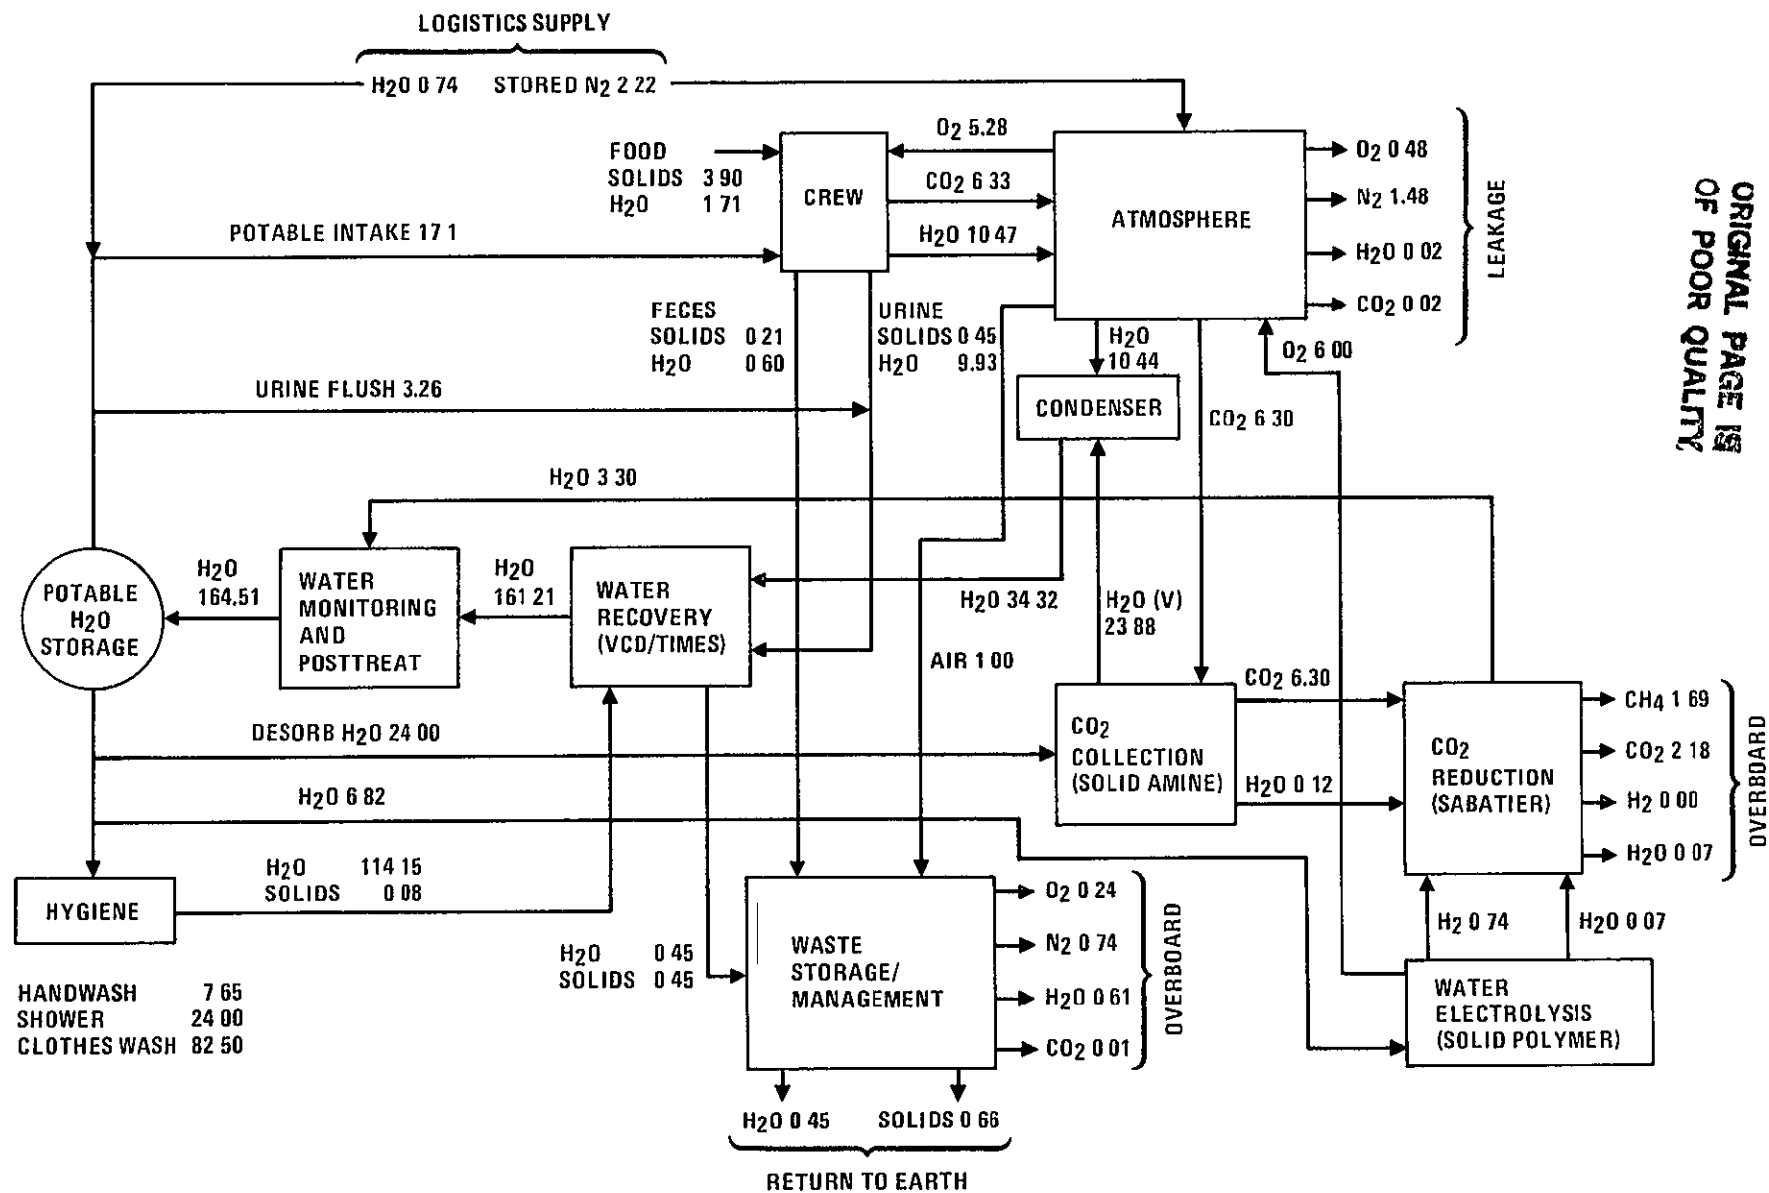 LOGISTICS SUPPLY
H2O 0 74 STORED N2 2 22
FOOD
SOLIDS 3 90
H2O 1 71
CREW
O2 5.28
CO2 6 33
H2O 10 47
ATMOSPHERE
O2 0 48
N2 1.48
H2O 0 02
CO2 0 02
LEAKAGE
ORIGINAL PAGE IS
OF POOR QUALITY
POTABLE INTAKE 17 1
FECES
SOLIDS 0 21
H2O 0 60
URINE
SOLIDS 0 45
H2O 9.93
H2O
10 44
O2 6 00
URINE FLUSH 3.26
CONDENSER
CO2 6 30
H2O 3 30
POTABLE
H2O
STORAGE
H2O
164.51
WATER
MONITORING
AND
POSTTREAT
H2O
161 21
WATER
RECOVERY
(VCD/TIMES)
H2O 34 32
H2O (V)
23 88
AIR 1 00
CO2 6.30
CO2
COLLECTION
(SOLID AMINE)
H2O 0 12
CO2
REDUCTION
(SABATIER)
CH4 1 69
CO2 2 18
H2 0 00
H2O 0 07
OVERBOARD
DESORB H2O 24 00
H2O 6 82
H2O 114 15
SOLIDS 0 08
HYGIENE
HANDWASH 7 65
SHOWER 24 00
CLOTHES WASH 82 50
H2O 0 45
SOLIDS 0 45
WASTE
STORAGE/
MANAGEMENT
O2 0 24
N2 0 74
H2O 0 61
CO2 0 01
OVERBOARD
H2 0 74
H2O 0 07
WATER
ELECTROLYSIS
(SOLID POLYMER)
H2O 0 45
SOLIDS 0 66
RETURN TO EARTH